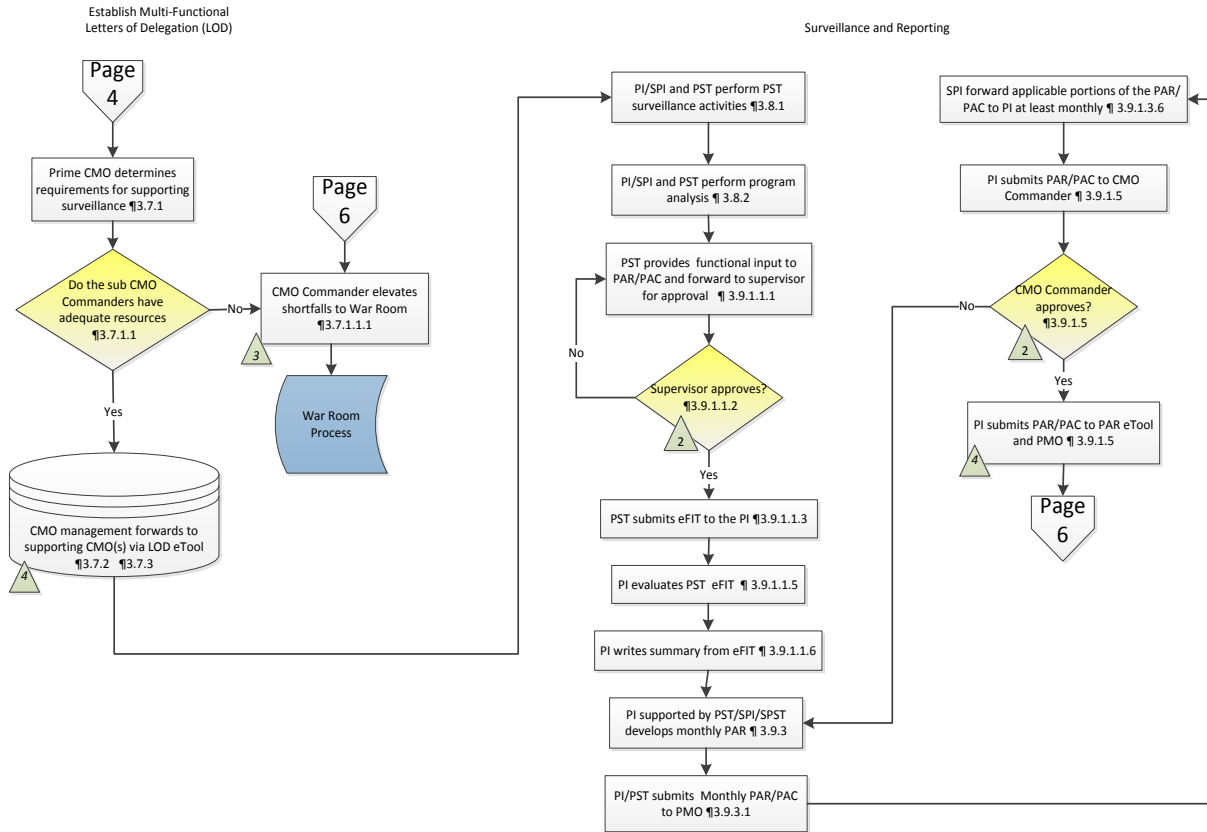 Establish Multi-Functional
Letters of Delegation (LOD)
Page
4
Prime CMO determines
requirements for supporting
surveillance ¶3.7.1
Do the sub CMO
Commanders have
adequate resources
¶3.7.1.1
No
Yes
Page
6
CMO Commander elevates
shortfalls to War Room
¶3.7.1.1.1
3
War Room
Process
CMO management forwards to
supporting CMO(s) via LOD eTool
¶3.7.2 ¶3.7.3
4
Surveillance and Reporting
PI/SPI and PST perform PST
surveillance activities ¶3.8.1
PI/SPI and PST perform program
analysis ¶ 3.8.2
PST provides functional input to
PAR/PAC and forward to supervisor
for approval ¶ 3.9.1.1.1
No
Supervisor approves?
¶3.9.1.1.2
2
Yes
PST submits eFIT to the PI ¶3.9.1.1.3
PI evaluates PST eFIT ¶ 3.9.1.1.5
PI writes summary from eFIT ¶ 3.9.1.1.6
PI supported by PST/SPI/SPST
develops monthly PAR ¶ 3.9.3
PI/PST submits Monthly PAR/PAC
to PMO ¶3.9.3.1
SPI forward applicable portions of the PAR/
PAC to PI at least monthly ¶ 3.9.1.3.6
PI submits PAR/PAC to CMO
Commander ¶ 3.9.1.5
No
CMO Commander
approves?
¶3.9.1.5
2
Yes
PI submits PAR/PAC to PAR eTool
and PMO ¶ 3.9.1.5
4
Page
6